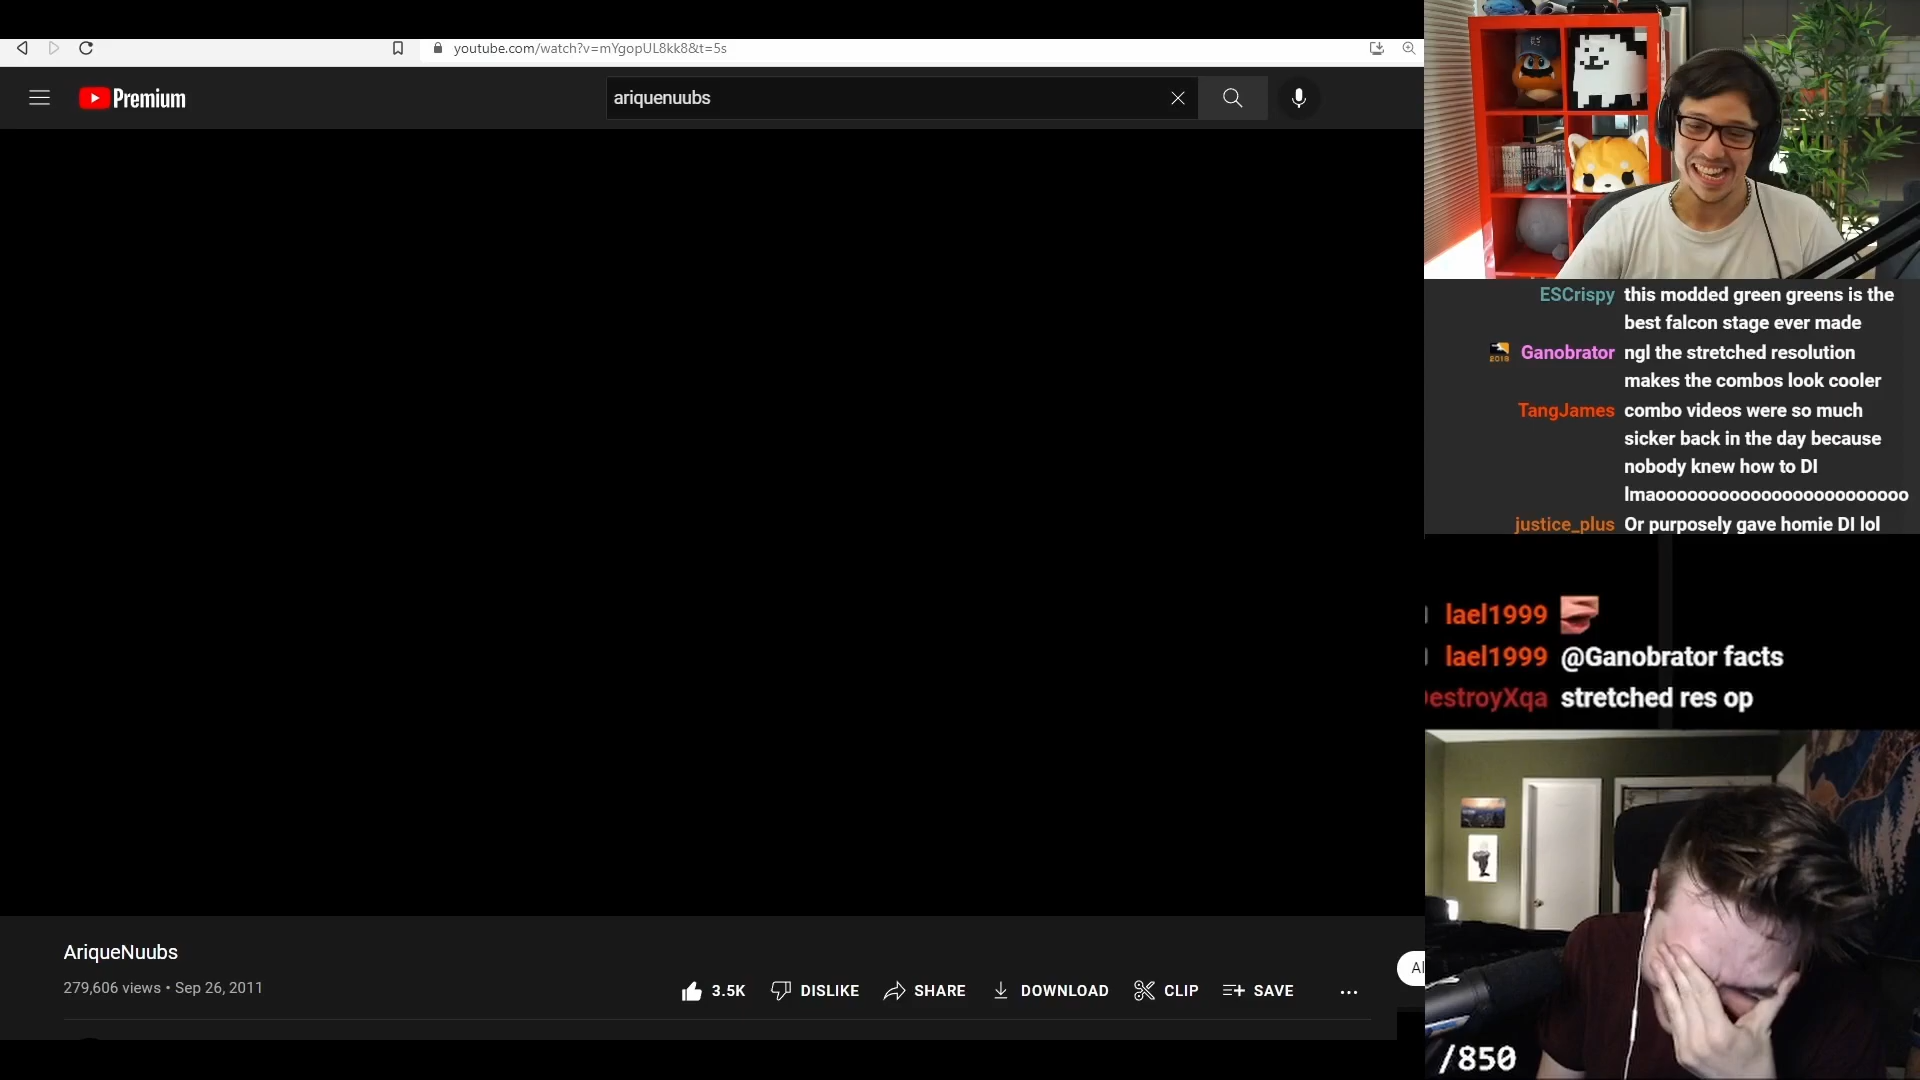 youtube.com/watch?v=mYgopUL8kk8&t=5s
Premium
ariquenuubs
ESCrispy this modded green greens is the
best falcon stage ever made
2018 Ganobrator ngl the stretched resolution
makes the combos look cooler
TangJames combo videos were so much
sicker back in the day because
nobody knew how to DI
lmaooooooooooooooooooooooooo
justice_plus Or purposely gave homie DI lol
lael1999
lael1999 @Ganobrator facts
estroyXqa stretched res op
AriqueNuubs
279,606 views • Sep 26, 2011
3.5K DISLIKE SHARE DOWNLOAD CLIP SAVE
Al
/850